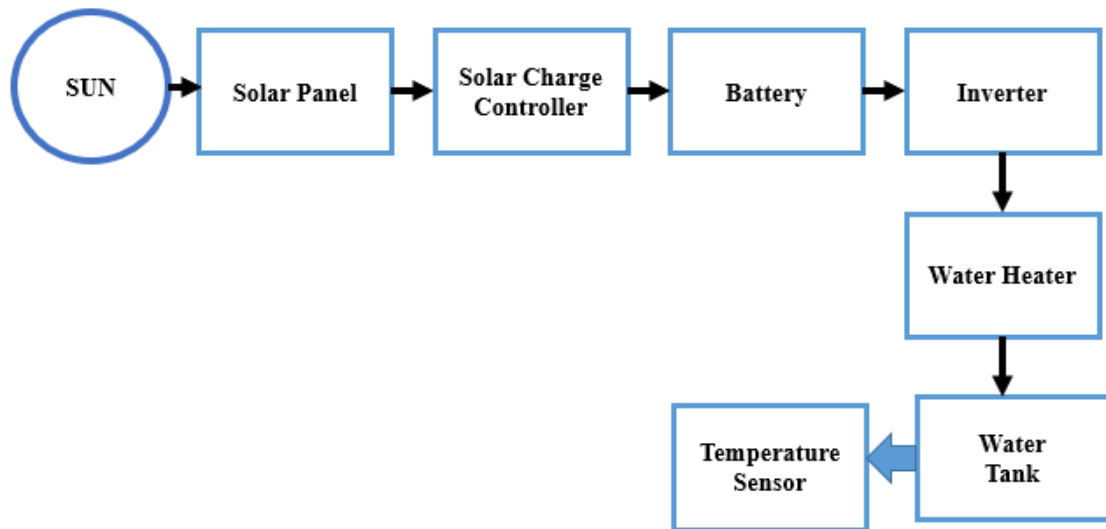 SUN
Solar Panel
Solar Charge
Controller
Battery
Inverter
Water Heater
Water
Tank
Temperature
Sensor